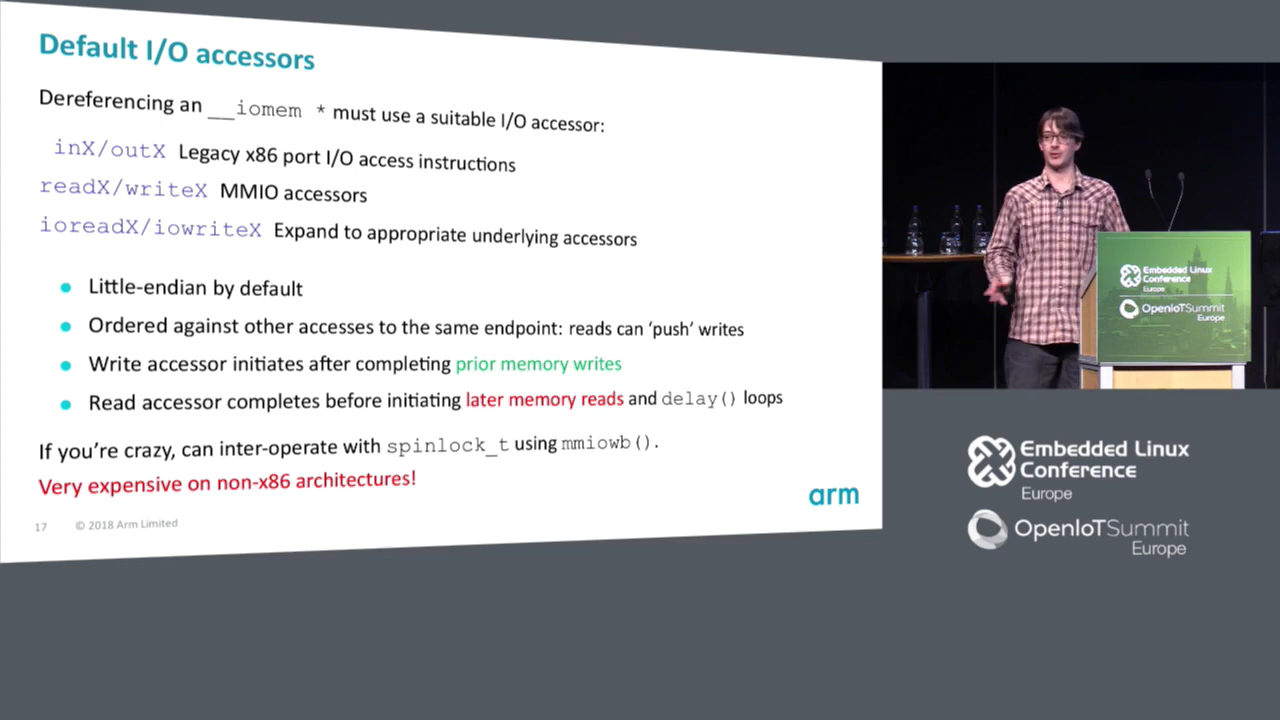 Default I/O accessors
Dereferencing an __iomem * must use a suitable I/O accessor:
inX/outX Legacy x86 port I/O access instructions
readX/writeX MMIO accessors
ioreadX/iowriteX Expand to appropriate underlying accessors
Little-endian by default
Ordered against other accesses to the same endpoint: reads can ‘push’ writes
Write accessor initiates after completing prior memory writes
Read accessor completes before initiating later memory reads and delay() loops
If you’re crazy, can inter-operate with spinlock_t using mmiowb().
Very expensive on non-x86 architectures!
arm
17 © 2018 Arm Limited
Embedded Linux
Conference
Europe
OpenIoTSummit
Europe
Embedded Linux
Conference
Europe
OpenIoTSummit
Europe